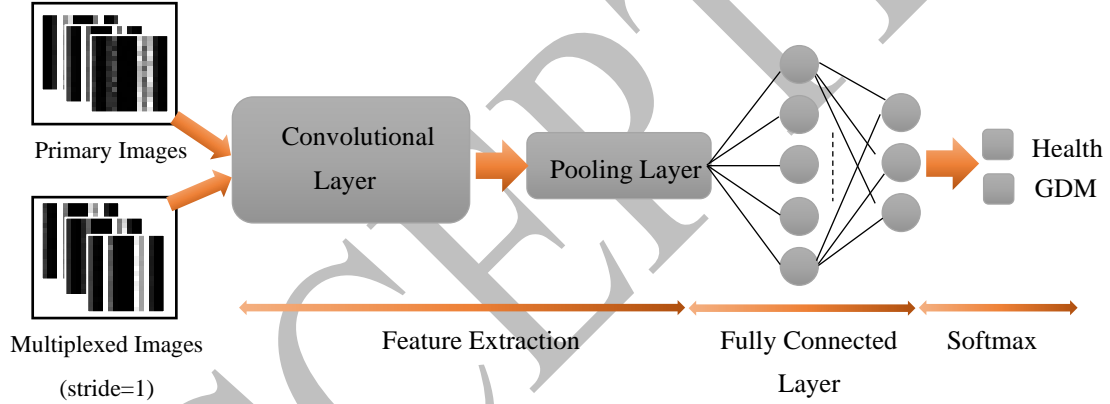 Primary Images
Multiplexed Images
(stride=1)
Convolutional
Layer
Pooling Layer
Health
GDM
Feature Extraction
Fully Connected
Layer
Softmax